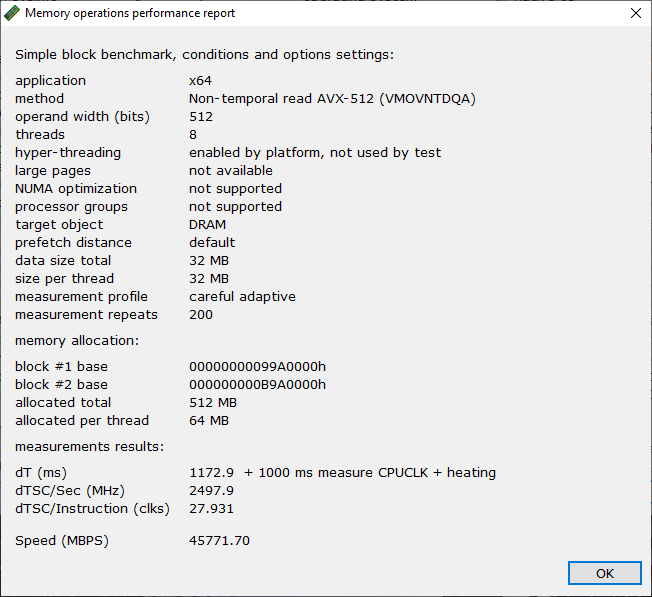 Memory operations performance report
Simple block benchmark, conditions and options settings:
application x64
method Non-temporal read AVX-512 (VMOVNTDQA)
operand width (bits) 512
threads 8
hyper-threading enabled by platform, not used by test
large pages not available
NUMA optimization not supported
processor groups not supported
target object DRAM
prefetch distance default
data size total 32 MB
size per thread 32 MB
measurement profile careful adaptive
measurement repeats 200
memory allocation:
block #1 base 00000000099A0000h
block #2 base 000000000B9A0000h
allocated total 512 MB
allocated per thread 64 MB
measurements results:
dT (ms) 1172.9 + 1000 ms measure CPUCLK + heating
dTSC/Sec (MHz) 2497.9
dTSC/Instruction (clks) 27.931
Speed (MBPS) 45771.70
OK